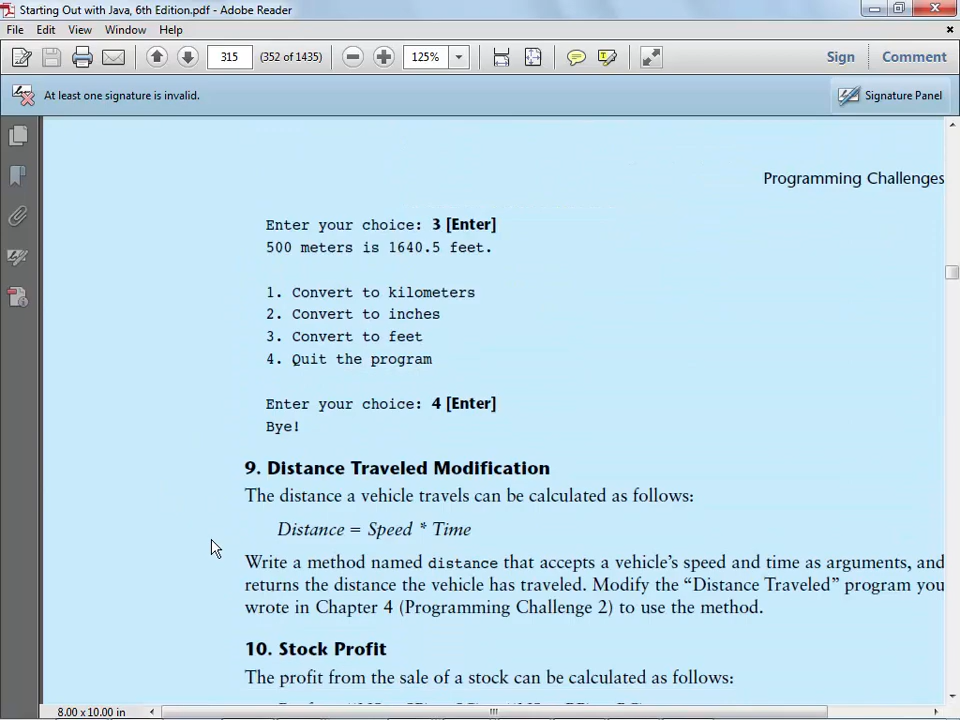 Starting Out with Java, 6th Edition.pdf - Adobe Reader
File Edit View Window Help
315 (352 of 1435) 125% Sign Comment
At least one signature is invalid. Signature Panel
Programming Challenges
Enter your choice: 3 [Enter]
500 meters is 1640.5 feet.
1. Convert to kilometers
2. Convert to inches
3. Convert to feet
4. Quit the program
Enter your choice: 4 [Enter]
Bye!
9. Distance Traveled Modification
The distance a vehicle travels can be calculated as follows:
Distance = Speed * Time
Write a method named distance that accepts a vehicle's speed and time as arguments, and
returns the distance the vehicle has traveled. Modify the "Distance Traveled" program you
wrote in Chapter 4 (Programming Challenge 2) to use the method.
10. Stock Profit
The profit from the sale of a stock can be calculated as follows:
8.00 x 10.00 in